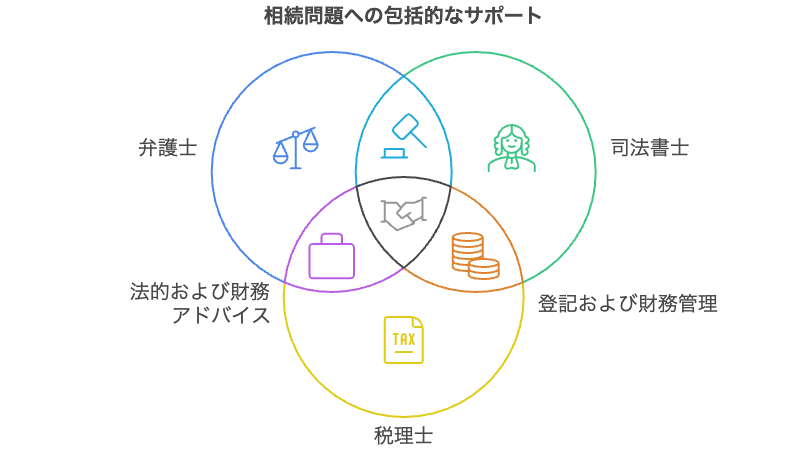 相続問題への包括的なサポート
弁護士
司法書士
法的および財務
アドバイス
登記および財務管理
TAX
税理士